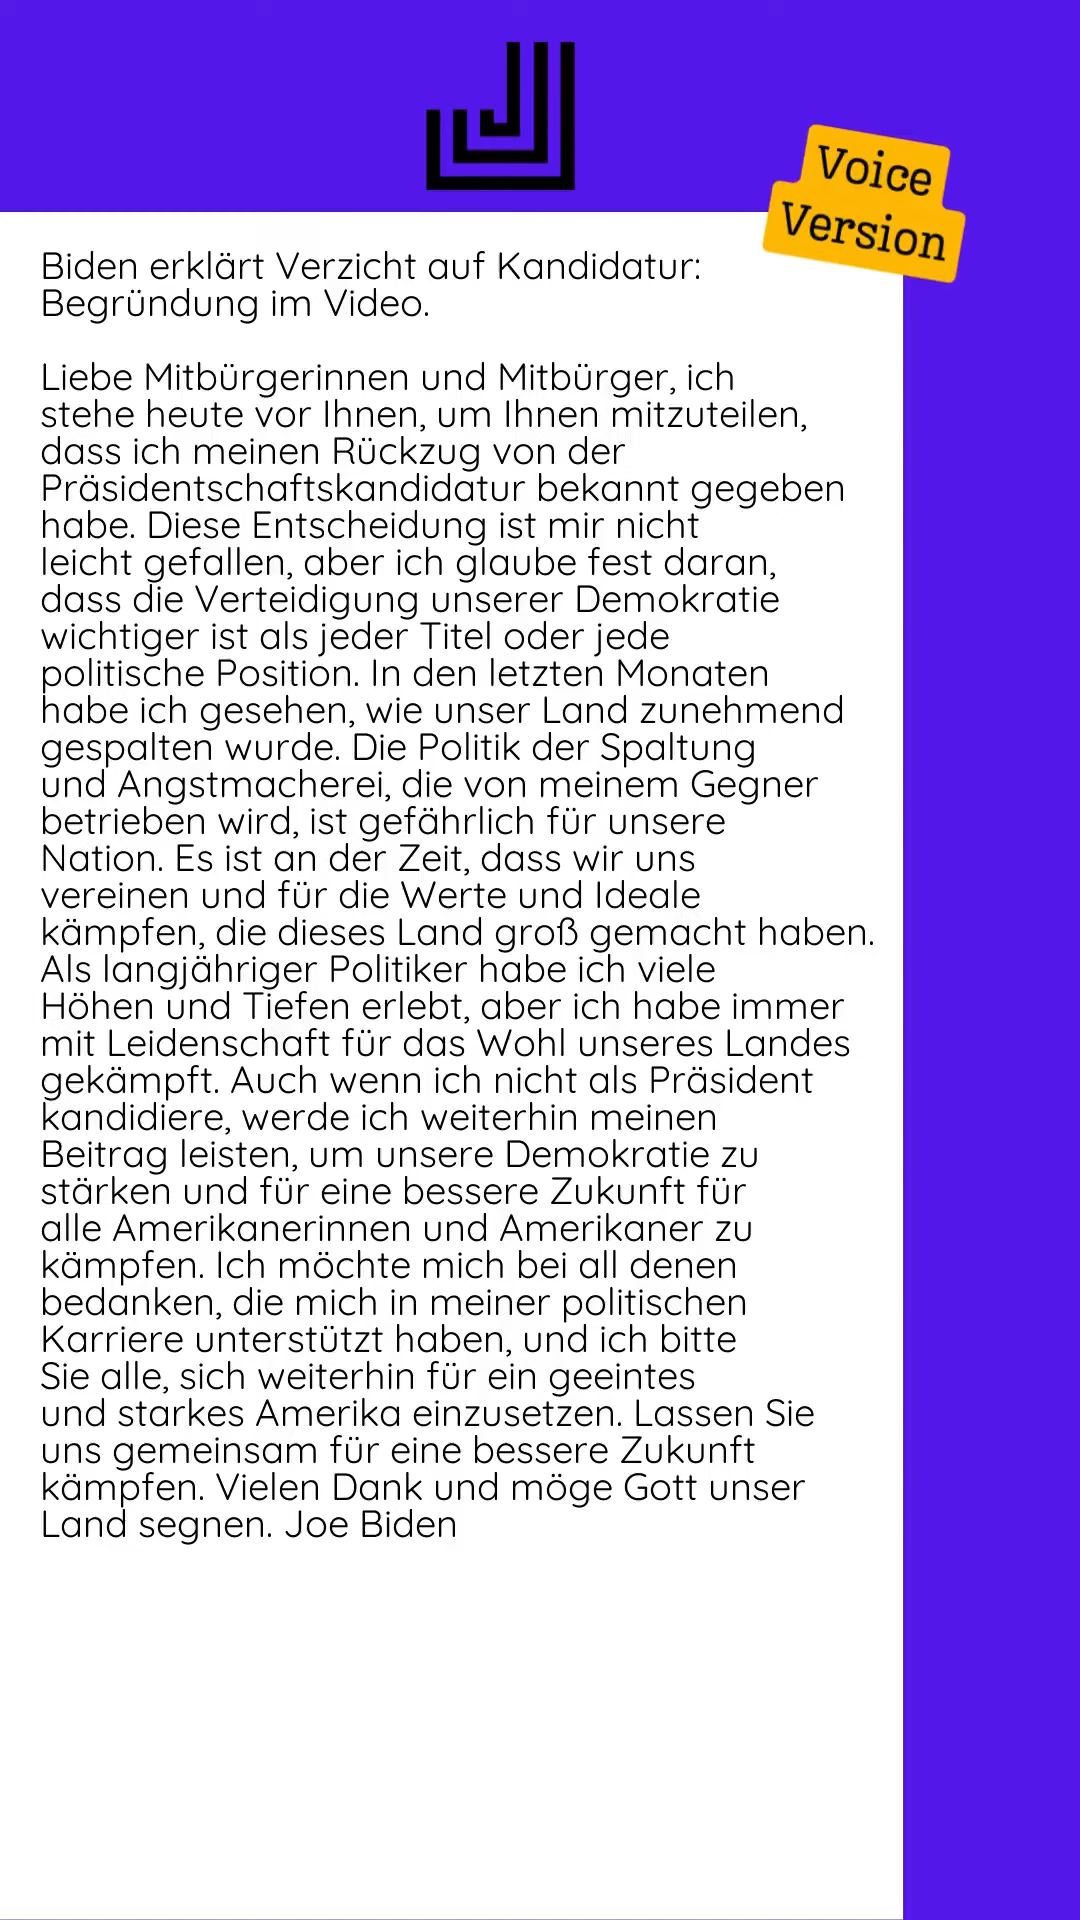 Voice
Version
Biden erklärt Verzicht auf Kandidatur:
Begründung im Video.
Liebe Mitbürgerinnen und Mitbürger, ich
stehe heute vor Ihnen, um Ihnen mitzuteilen,
dass ich meinen Rückzug von der
Präsidentschaftskandidatur bekannt gegeben
habe. Diese Entscheidung ist mir nicht
leicht gefallen, aber ich glaube fest daran,
dass die Verteidigung unserer Demokratie
wichtiger ist als jeder Titel oder jede
politische Position. In den letzten Monaten
habe ich gesehen, wie unser Land zunehmend
gespalten wurde. Die Politik der Spaltung
und Angstmacherei, die von meinem Gegner
betrieben wird, ist gefährlich für unsere
Nation. Es ist an der Zeit, dass wir uns
vereinen und für die Werte und Ideale
kämpfen, die dieses Land groß gemacht haben.
Als langjähriger Politiker habe ich viele
Höhen und Tiefen erlebt, aber ich habe immer
mit Leidenschaft für das Wohl unseres Landes
gekämpft. Auch wenn ich nicht als Präsident
kandidiere, werde ich weiterhin meinen
Beitrag leisten, um unsere Demokratie zu
stärken und für eine bessere Zukunft für
alle Amerikanerinnen und Amerikaner zu
kämpfen. Ich möchte mich bei all denen
bedanken, die mich in meiner politischen
Karriere unterstützt haben, und ich bitte
Sie alle, sich weiterhin für ein geeintes
und starkes Amerika einzusetzen. Lassen Sie
uns gemeinsam für eine bessere Zukunft
kämpfen. Vielen Dank und möge Gott unser
Land segnen. Joe Biden